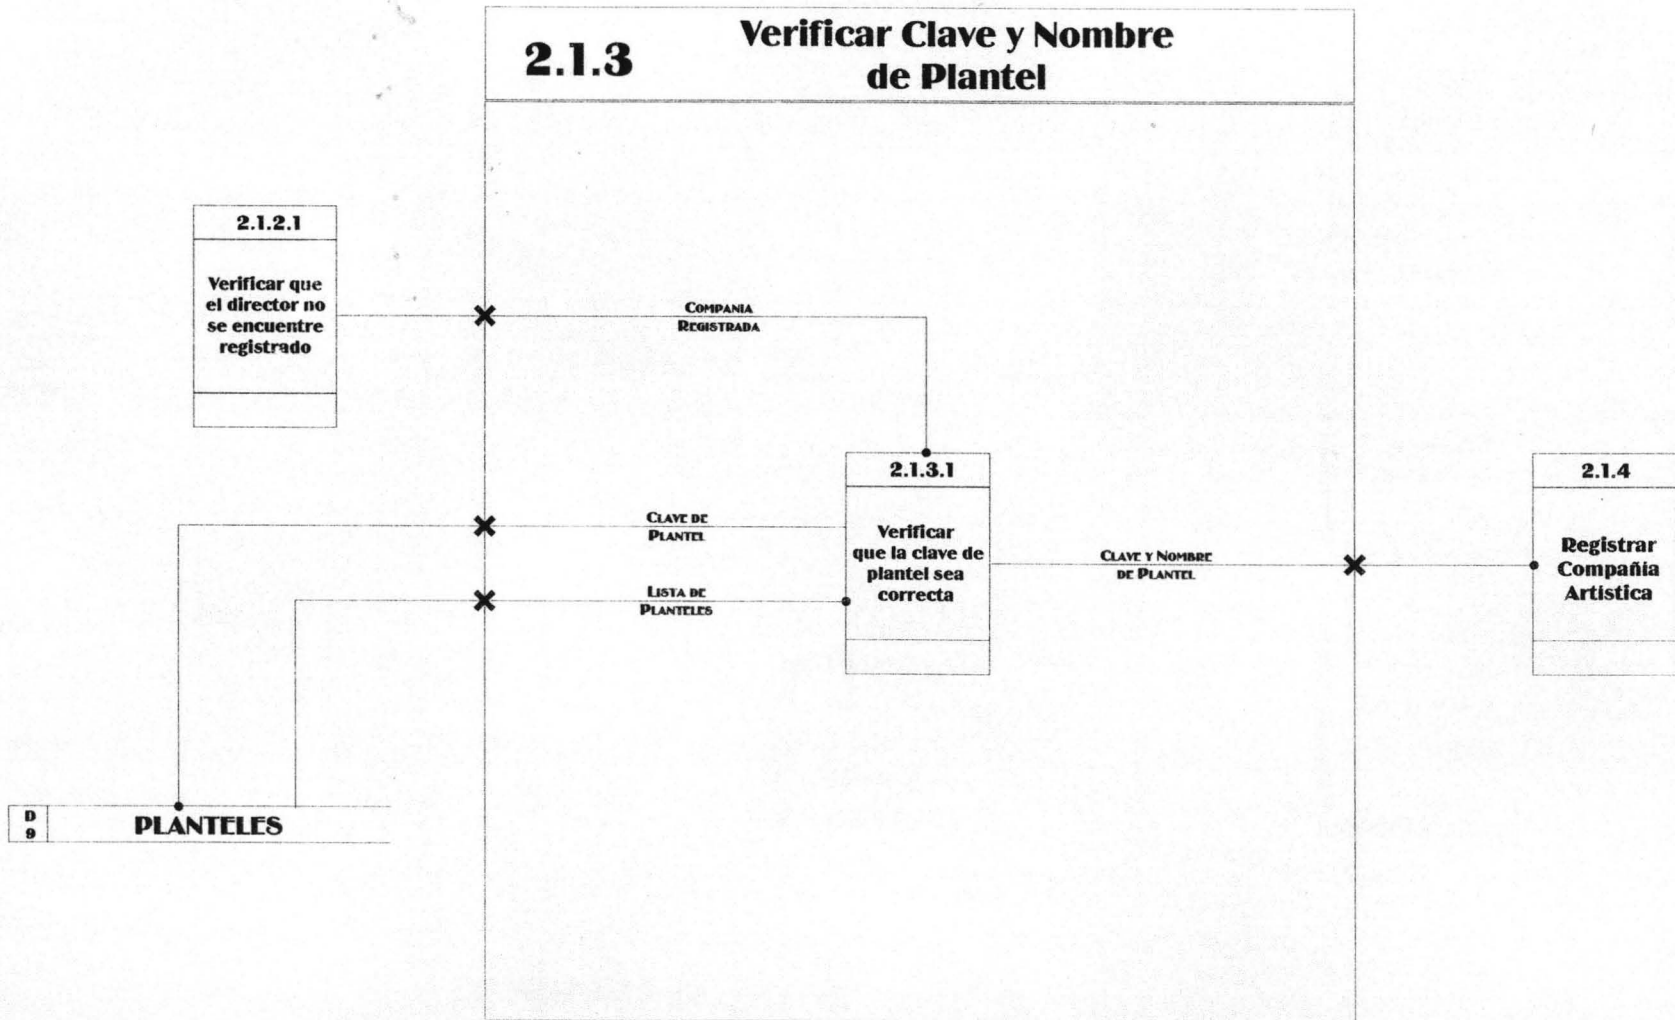 2.1.3
Verificar Clave y Nombre
de Plantel
2.1.2.1
Verificar que
el director no
se encuentre
registrado
COMPANIA
REGISTRADA
2.1.3.1
Verificar
que la clave de
plantel sea
correcta
CLAVE DE
PLANTEL
LISTA DE
PLANTELES
CLAVE Y NOMBRE
DE PLANTEL
2.1.4
Registrar
Compañia
Artistica
D
9
PLANTELES